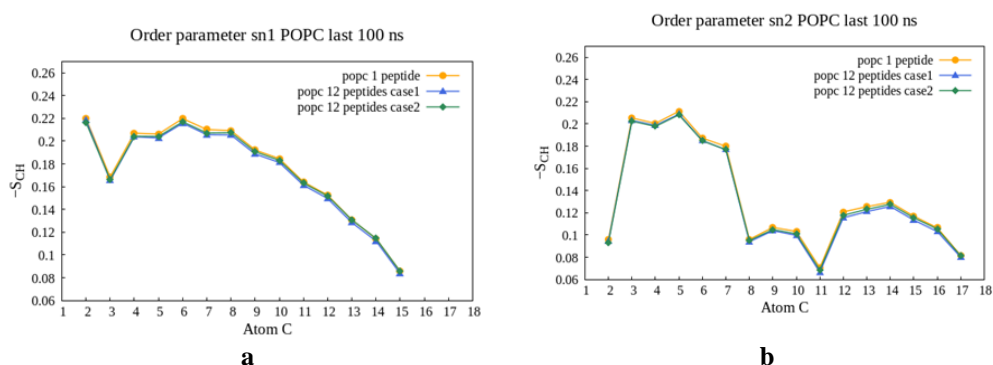 Order parameter sn1 POPC last 100 ns
0.26
0.24
0.22
0.2
0.18
0.16
0.14
0.12
0.1
0.08
0.06
−S_CH
popc 1 peptide
popc 12 peptides case1
popc 12 peptides case2
1 2 3 4 5 6 7 8 9 10 11 12 13 14 15 16 17 18
Atom C
a
Order parameter sn2 POPC last 100 ns
0.26
0.24
0.22
0.2
0.18
0.16
0.14
0.12
0.1
0.08
0.06
−S_CH
popc 1 peptide
popc 12 peptides case1
popc 12 peptides case2
1 2 3 4 5 6 7 8 9 10 11 12 13 14 15 16 17 18
Atom C
b